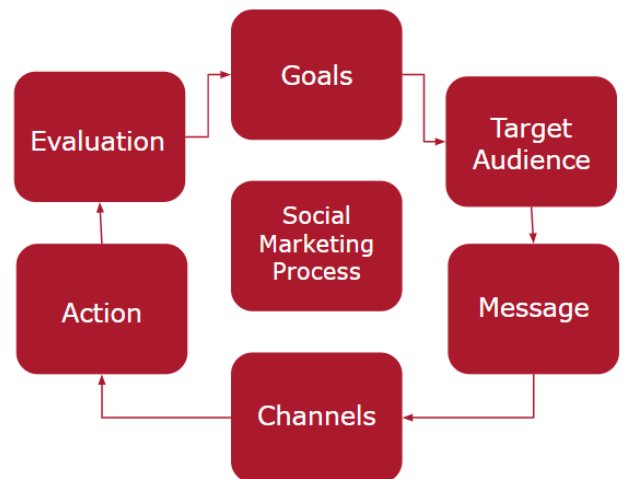 Goals
Target
Audience
Message
Channels
Action
Evaluation
Social
Marketing
Process